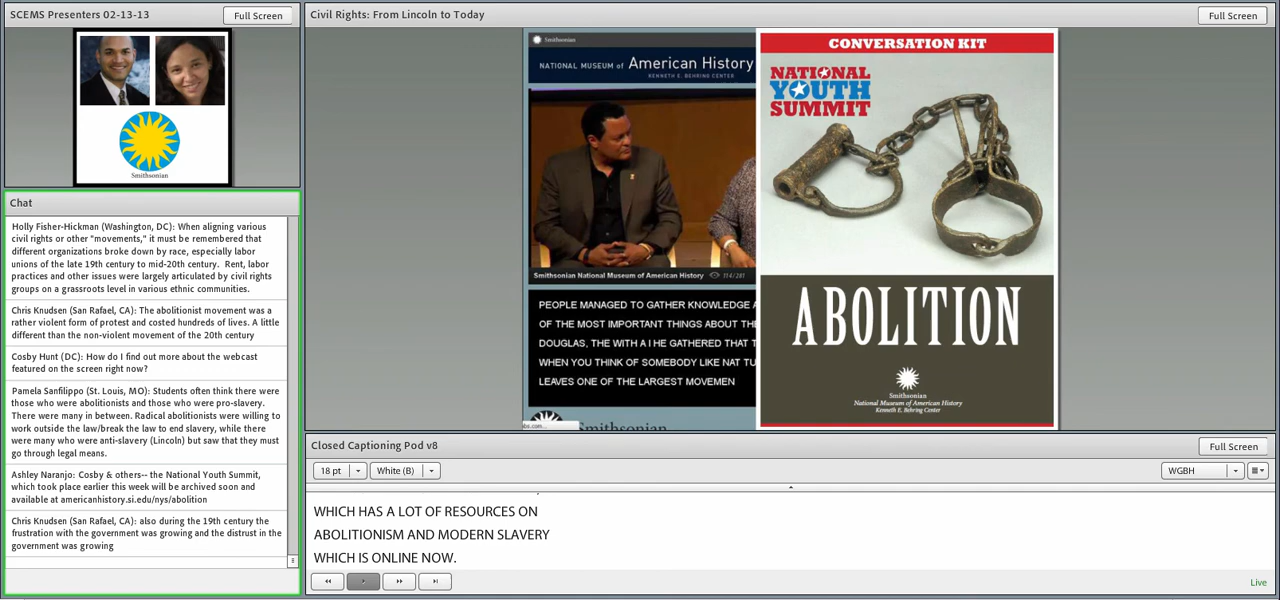 SCEMS Presenters 02-13-13
Full Screen
Smithsonian
Chat
Holly Fisher-Hickman (Washington, DC): When aligning various
civil rights or other "movements," it must be remembered that
different organizations broke down by race, especially labor
unions of the late 19th century to mid-20th century. Rent, labor
practices and other issues were largely articulated by civil rights
groups on a grassroots level in various ethnic communities.
Chris Knudsen (San Rafael, CA): The abolitionist movement was a
rather violent form of protest and costed hundreds of lives. A little
different than the non-violent movement of the 20th century
Cosby Hunt (DC): How do I find out more about the webcast
featured on the screen right now?
Pamela Sanfilippo (St. Louis, MO): Students often think there were
those who were abolitionists and those who were pro-slavery.
There were many in between. Radical abolitionists were willing to
work outside the law/break the law to end slavery, while there
were many who were anti-slavery (Lincoln) but saw that they must
go through legal means.
Ashley Naranjo: Cosby & others-- the National Youth Summit,
which took place earlier this week will be archived soon and
available at americanhistory.si.edu/nys/abolition
Chris Knudsen (San Rafael, CA): also during the 19th century the
frustration with the government was growing and the distrust in the
government was growing
Civil Rights: From Lincoln to Today
Full Screen
Smithsonian
NATIONAL MUSEUM of American History
KENNETH E. BEHRING CENTER
Smithsonian National Museum of American History 114/281
PEOPLE MANAGED TO GATHER KNOWLEDGE A
OF THE MOST IMPORTANT THINGS ABOUT THE
DOUGLAS, THE WITH A I HE GATHERED THAT T
WHEN YOU THINK OF SOMEBODY LIKE NAT TU
LEAVES ONE OF THE LARGEST MOVEMEN
Smithsonian
CONVERSATION KIT
NATIONAL
YOUTH
SUMMIT
ABOLITION
Smithsonian
National Museum of American History
Kenneth E. Behring Center
Closed Captioning Pod v8
Full Screen
18 pt
White (B)
WGBH
WHICH HAS A LOT OF RESOURCES ON
ABOLITIONISM AND MODERN SLAVERY
WHICH IS ONLINE NOW.
Live